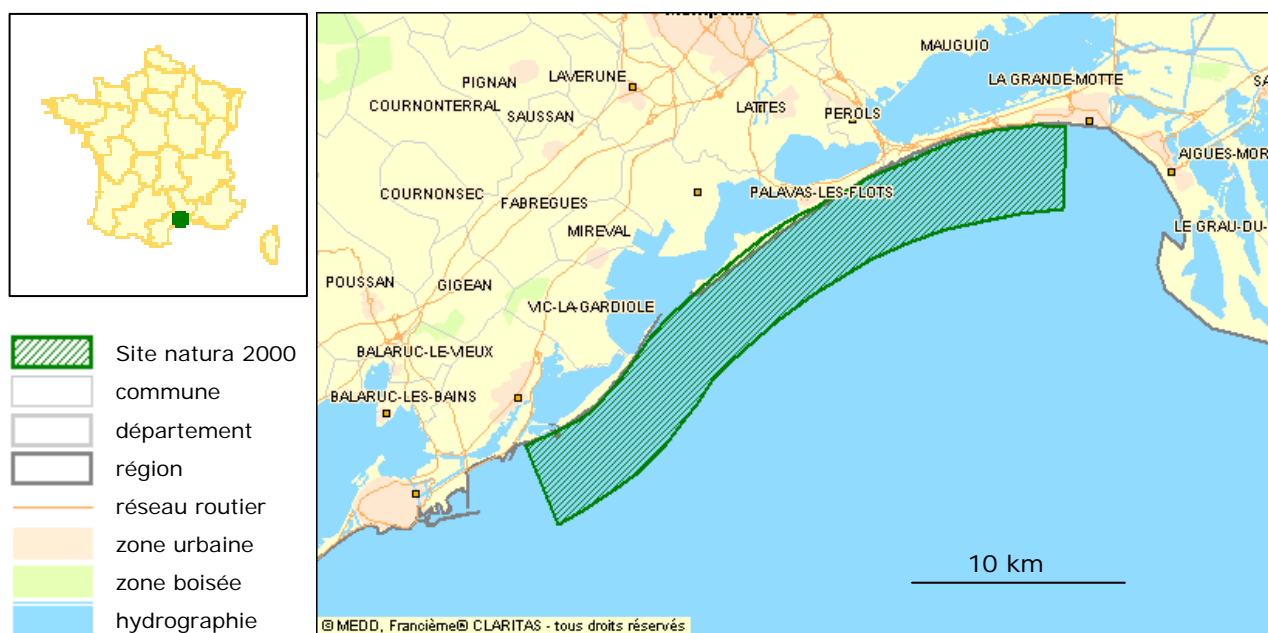 MAUGUIO
PIGNAN
LAVERUNE
LA GRANDE-MOTTE
COURNONTERRAL
LATTES
PEROLS
SAUSSAN
AIGUES-MOR
COURNONSEC
PALAVAS-LES-FLOTS
FABREGUES
MIREVAL
LE GRAU-DU-
POUSSAN
GIGEAN
VIC-LA-GARDIOLE
BALARUC-LE-VIEUX
BALARUC-LES-BAINS
10 km
© MEDD, Francième® CLARITAS - tous droits réservés
Site natura 2000
commune
département
région
réseau routier
zone urbaine
zone boisée
hydrographie